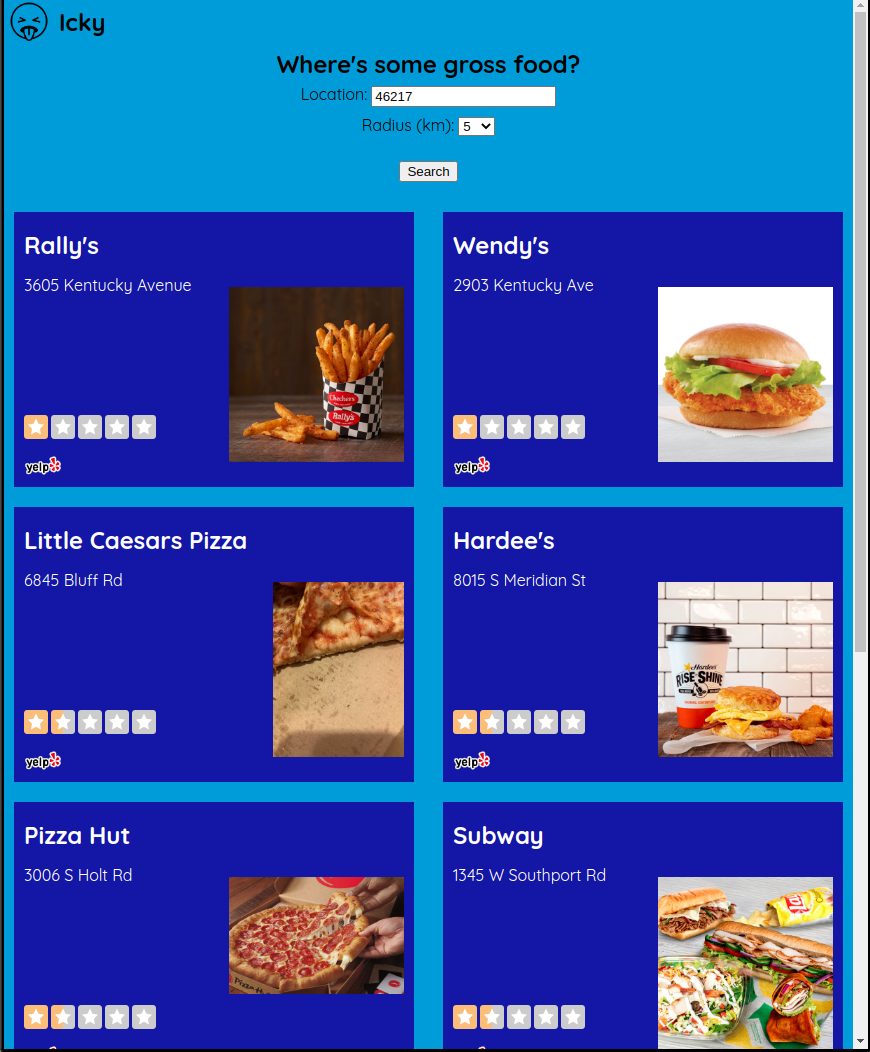 Icky
Where's some gross food?
Location: 46217
Radius (km): 5
Search
Rally's
3605 Kentucky Avenue
Checkers
Rally's
yelp
Wendy's
2903 Kentucky Ave
yelp
Little Caesars Pizza
6845 Bluff Rd
yelp
Hardee's
8015 S Meridian St
Hardee's
RISE SHINE
yelp
Pizza Hut
3006 S Holt Rd
Pizza H
Subway
1345 W Southport Rd
Lay's